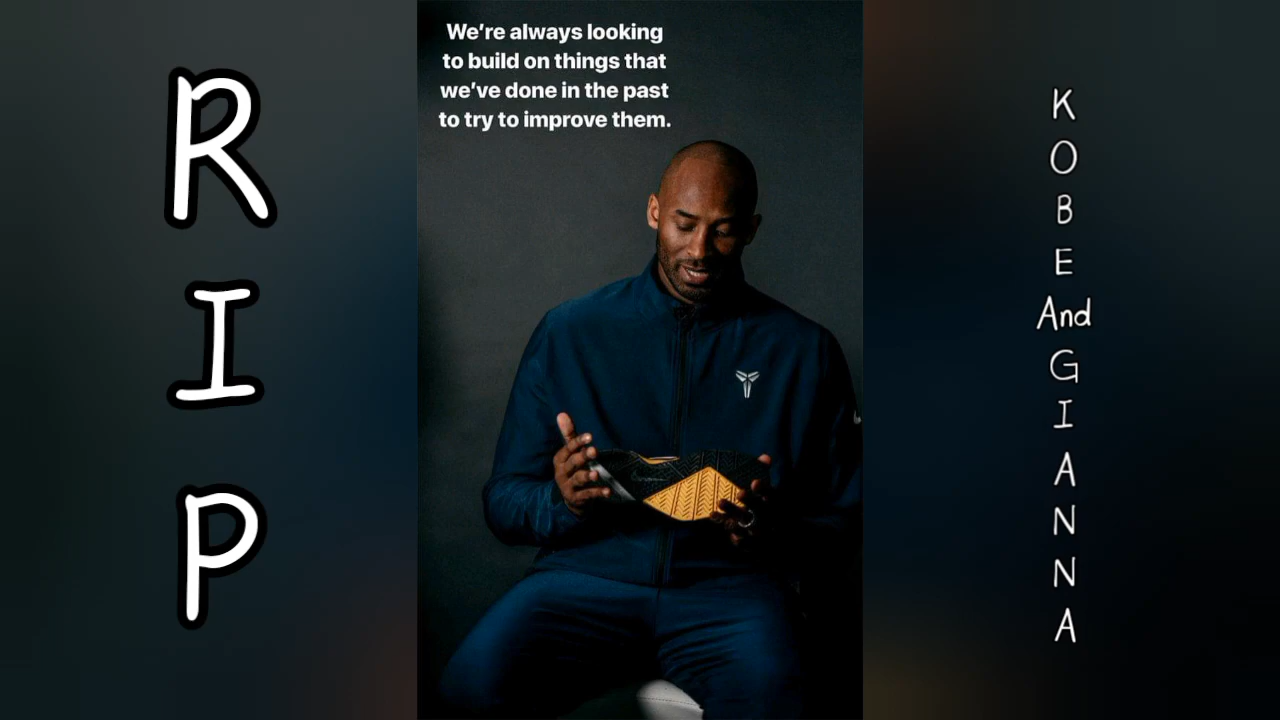 R
I
P
We’re always looking
to build on things that
we’ve done in the past
to try to improve them.
K
O
B
E
And
G
I
A
N
N
A